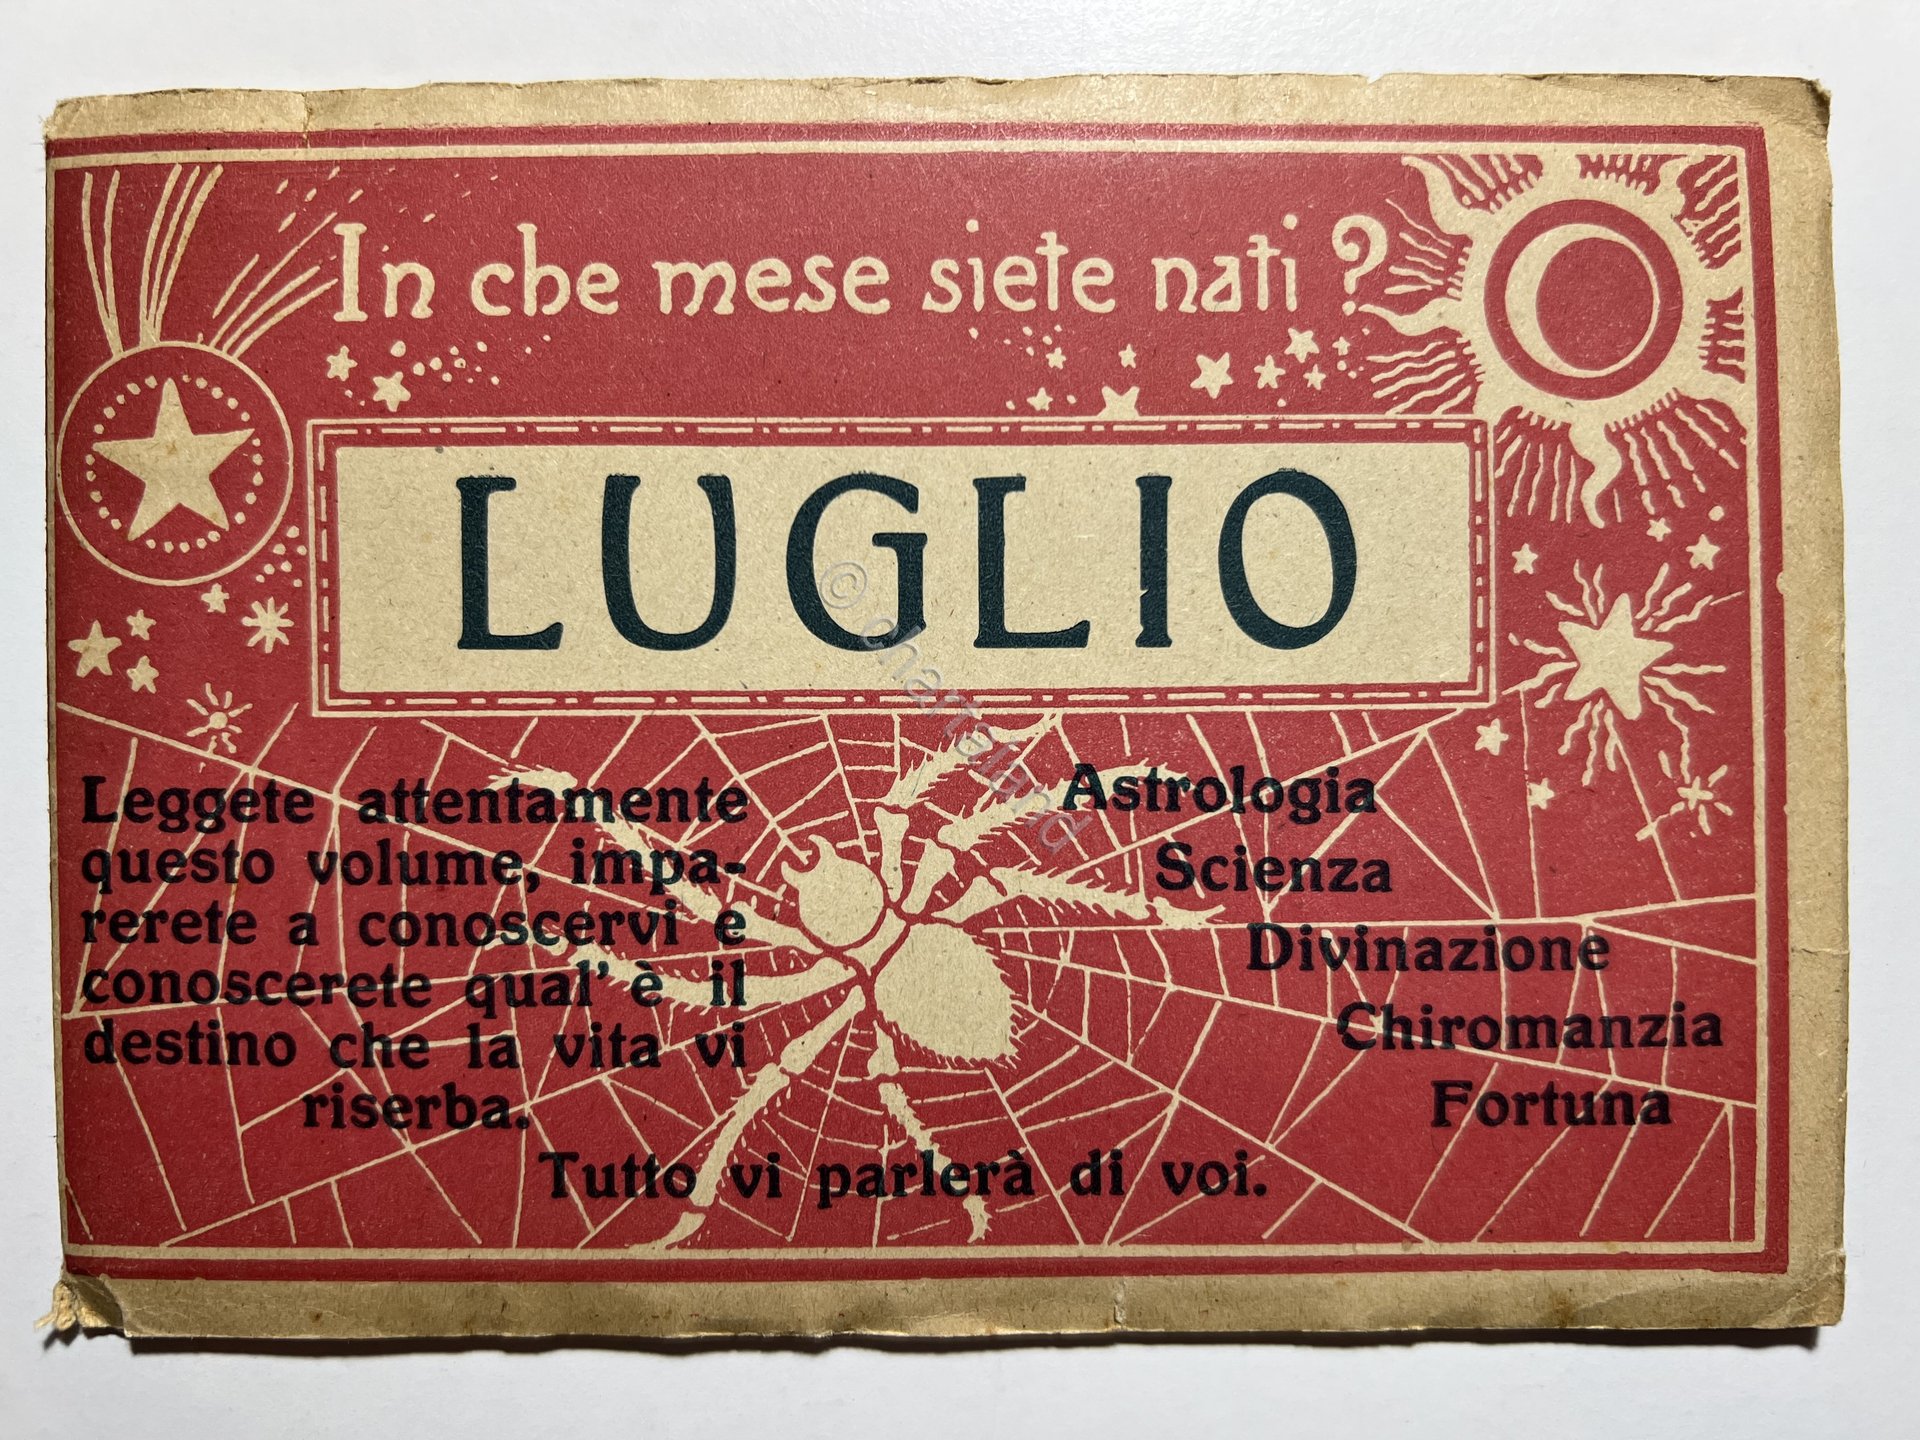 In che mese siete nati?
LUGLIO
Leggete attentamente
questo volume, impa-
rerete a conoscervi e
conoscerete qual' è il
destino che la vita vi
riserba.
Astrologia
Scienza
Divinazione
Chiromanzia
Fortuna
Tutto vi parlerà di voi.
© chartaland